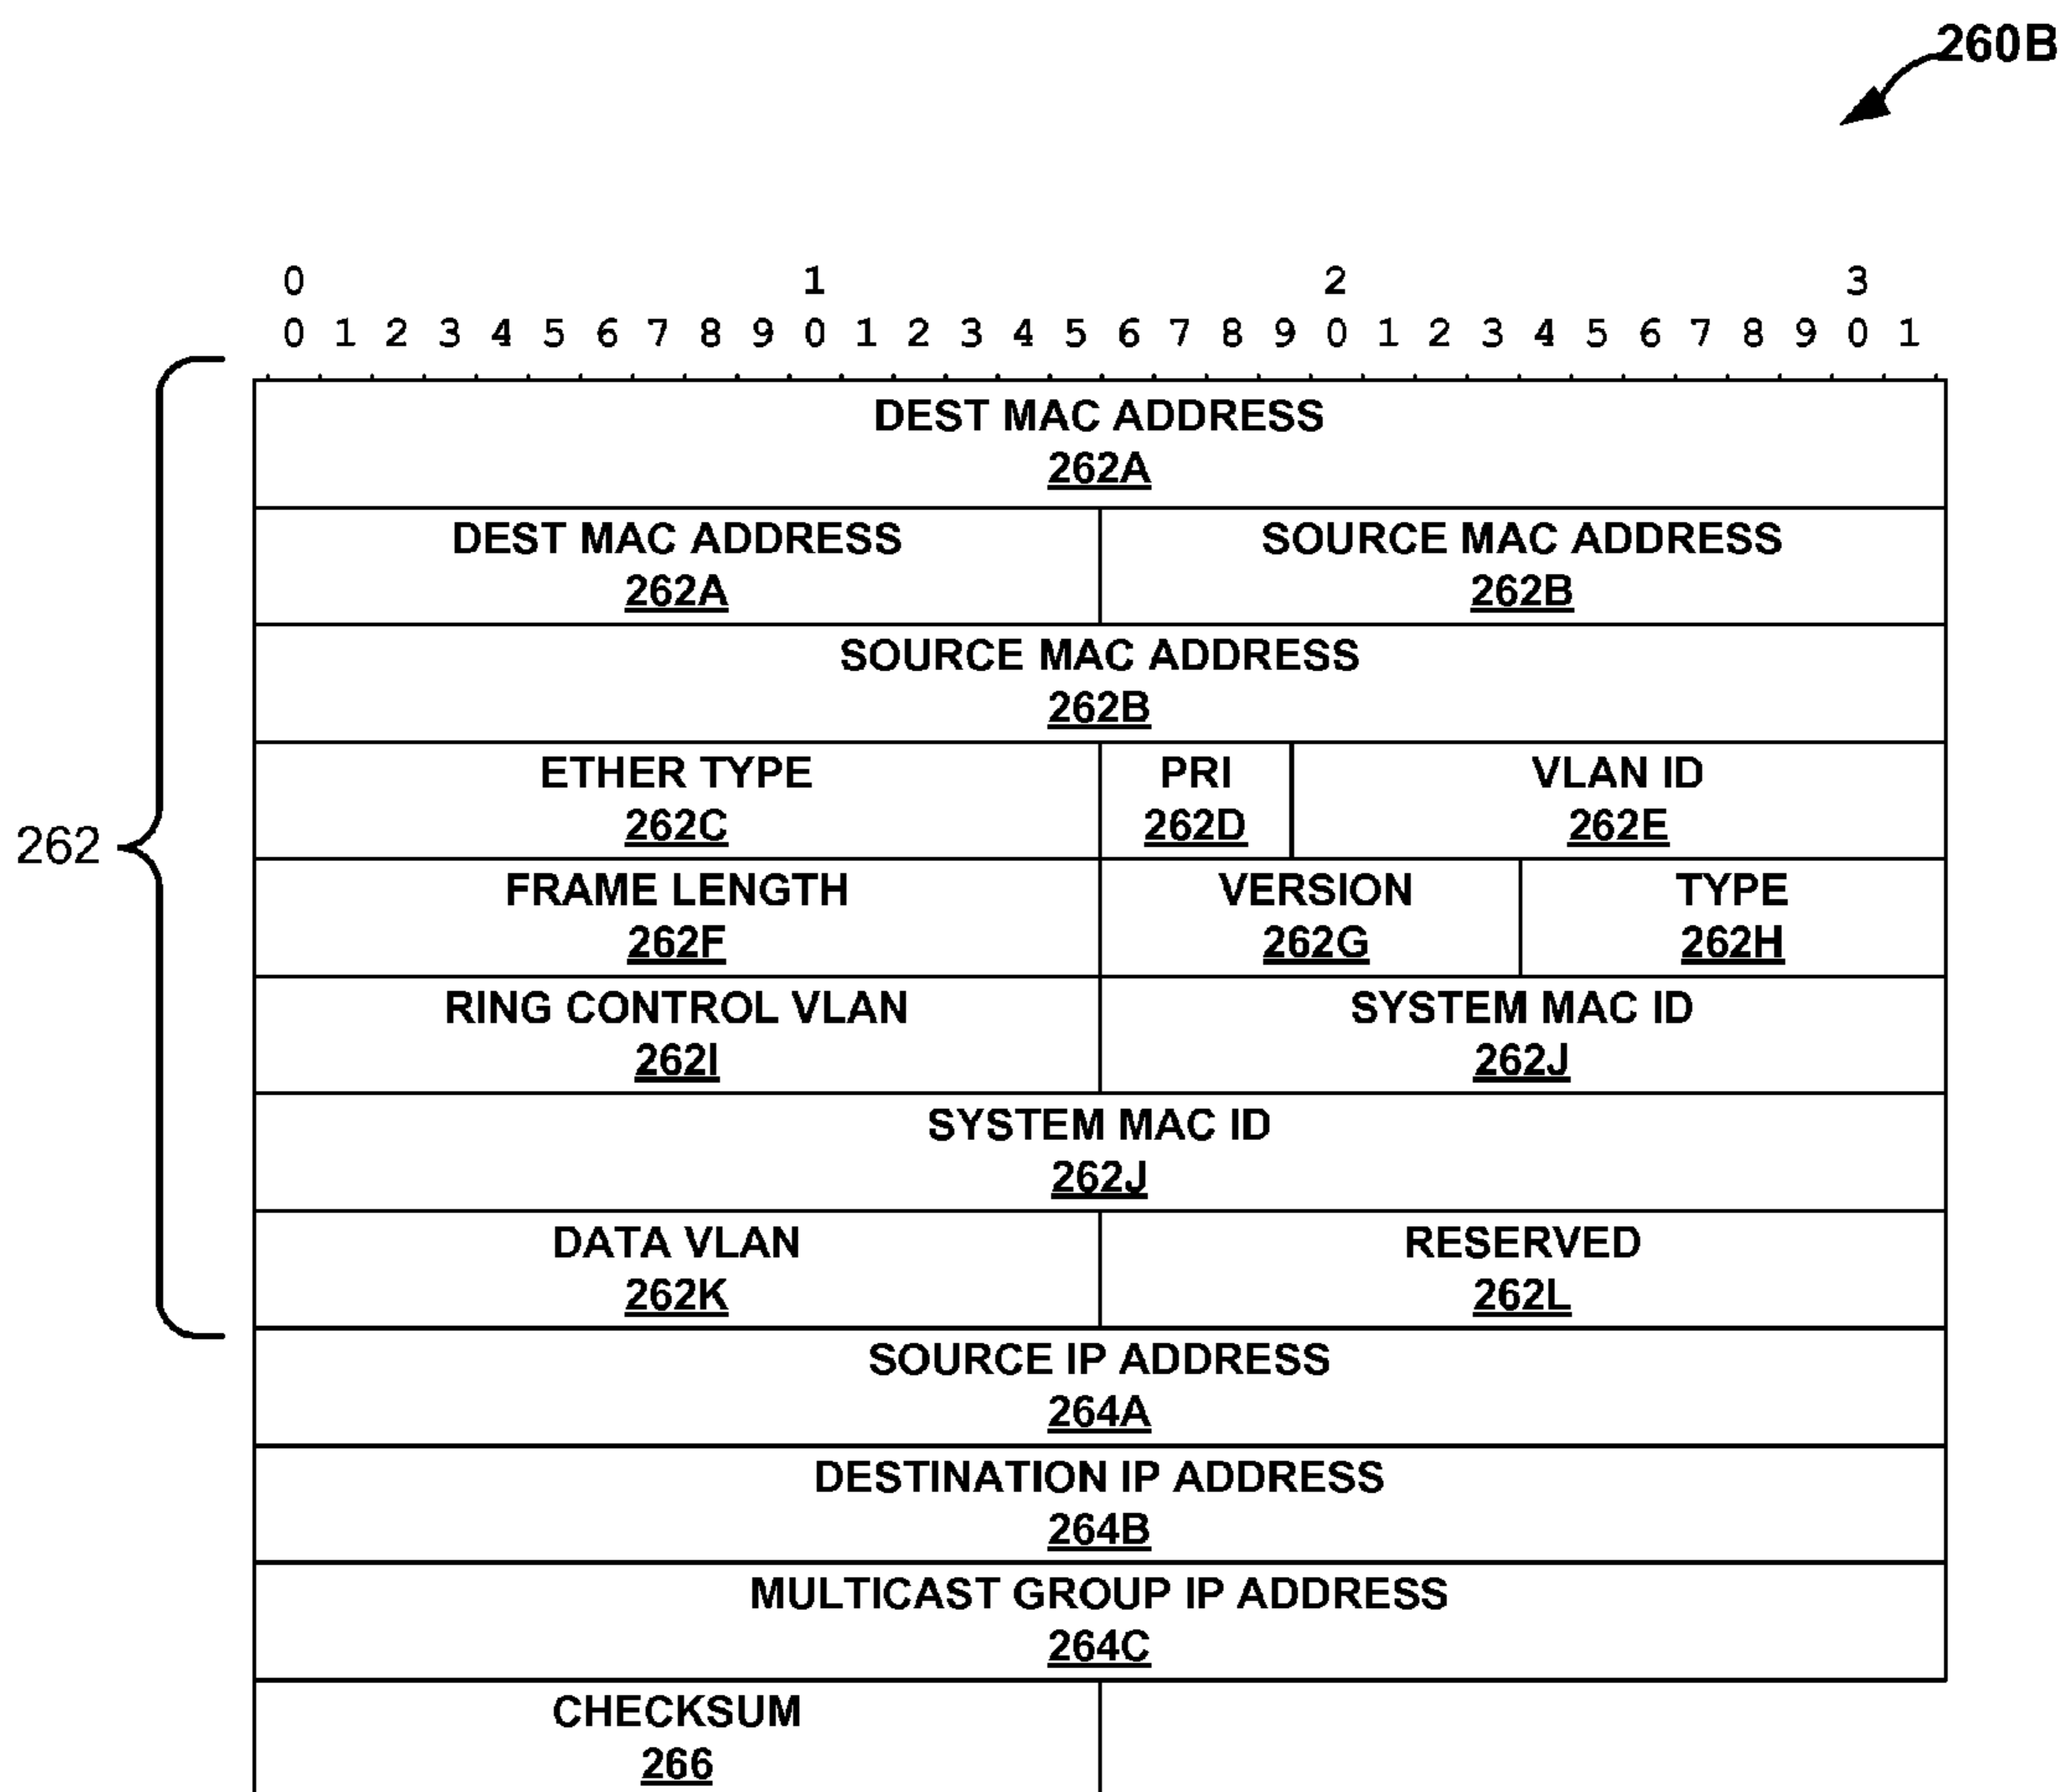 260B
0 1 2 3
0 1 2 3 4 5 6 7 8 9 0 1 2 3 4 5 6 7 8 9 0 1 2 3 4 5 6 7 8 9 0 1
DEST MAC ADDRESS
262A
DEST MAC ADDRESS
262A
SOURCE MAC ADDRESS
262B
SOURCE MAC ADDRESS
262B
ETHER TYPE
262C
PRI
262D
VLAN ID
262E
262
FRAME LENGTH
262F
VERSION
262G
TYPE
262H
RING CONTROL VLAN
262I
SYSTEM MAC ID
262J
SYSTEM MAC ID
262J
DATA VLAN
262K
RESERVED
262L
SOURCE IP ADDRESS
264A
DESTINATION IP ADDRESS
264B
MULTICAST GROUP IP ADDRESS
264C
CHECKSUM
266